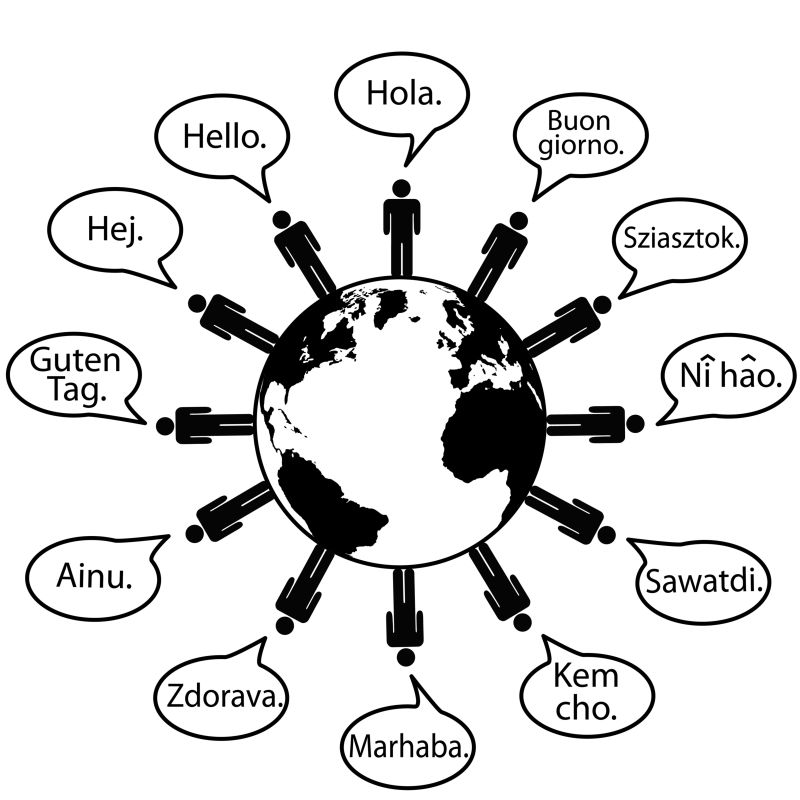 Hola.
Buon
giorno.
Sziasztok.
Nî hâo.
Sawatdi.
Kem
cho.
Marhaba.
Zdorava.
Ainu.
Guten
Tag.
Hej.
Hello.